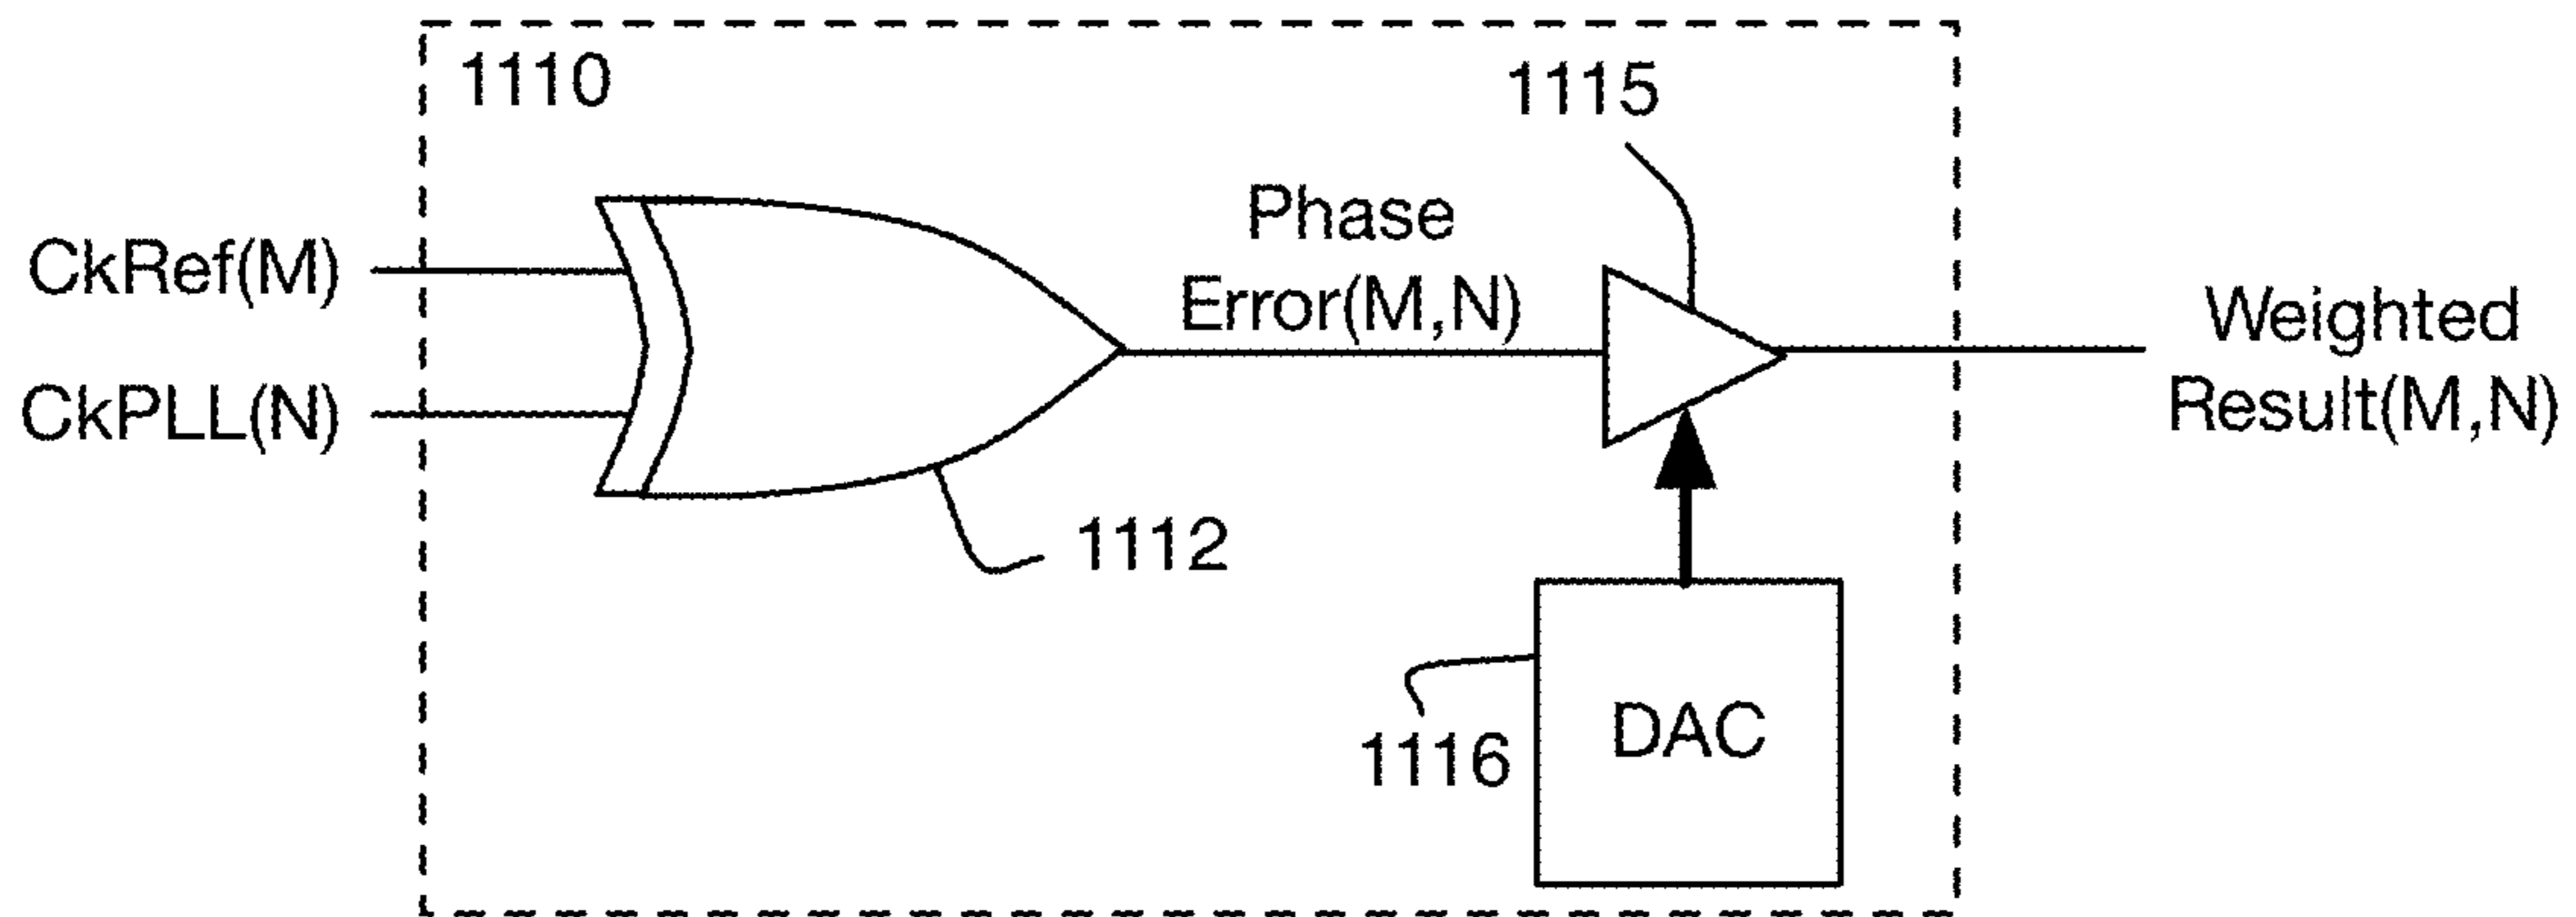 1110
1115
CkRef(M)
CkPLL(N)
Phase
Error(M,N)
Weighted
Result(M,N)
1112
1116
DAC